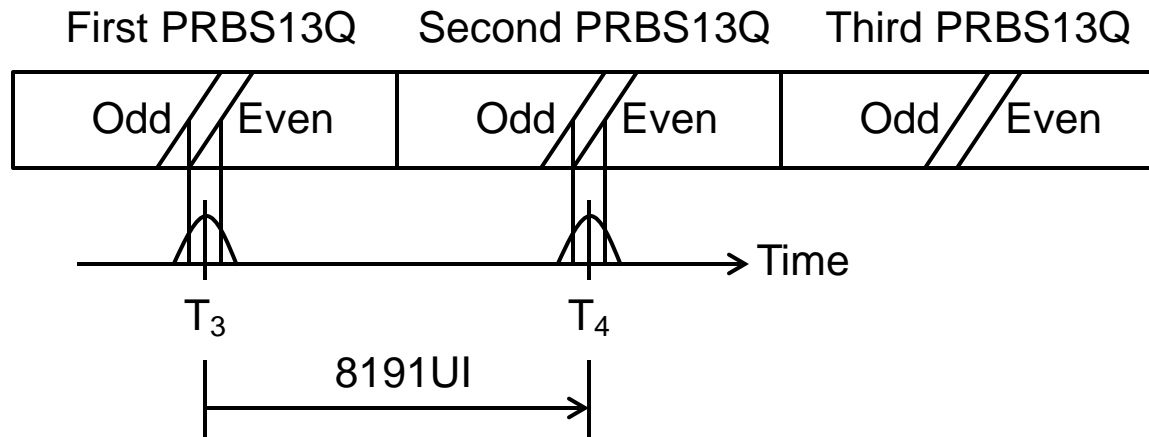 First PRBS13Q Second PRBS13Q Third PRBS13Q
Odd Even Odd Even Odd Even
Time
T₃ T₄
8191UI